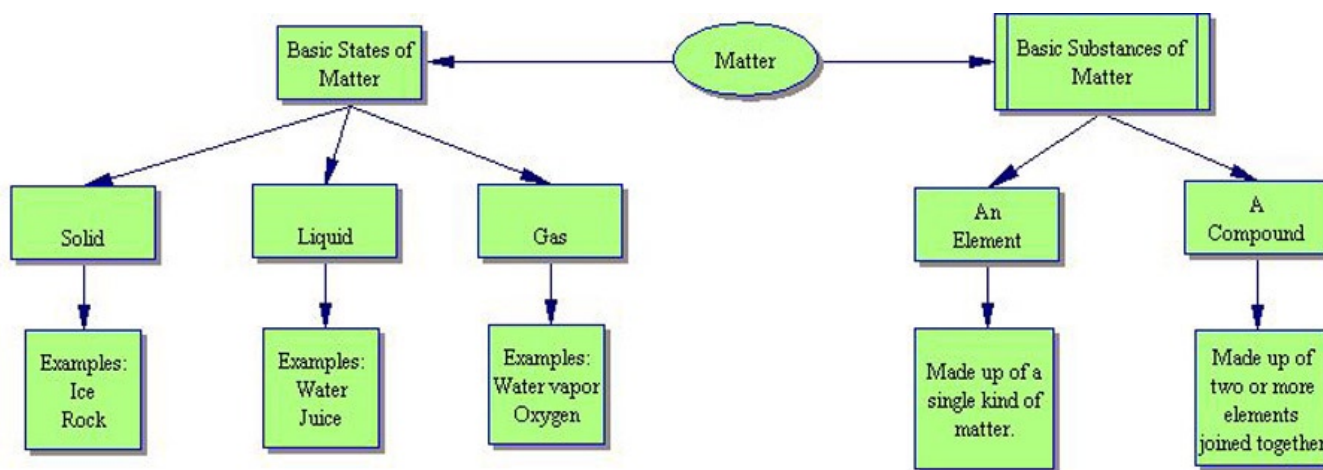 Matter
Basic States of
Matter
Basic Substances of
Matter
Solid
Liquid
Gas
An
Element
A
Compound
Examples:
Ice
Rock
Examples:
Water
Juice
Examples:
Water vapor
Oxygen
Made up of a
single kind of
matter.
Made up of
two or more
elements
joined together